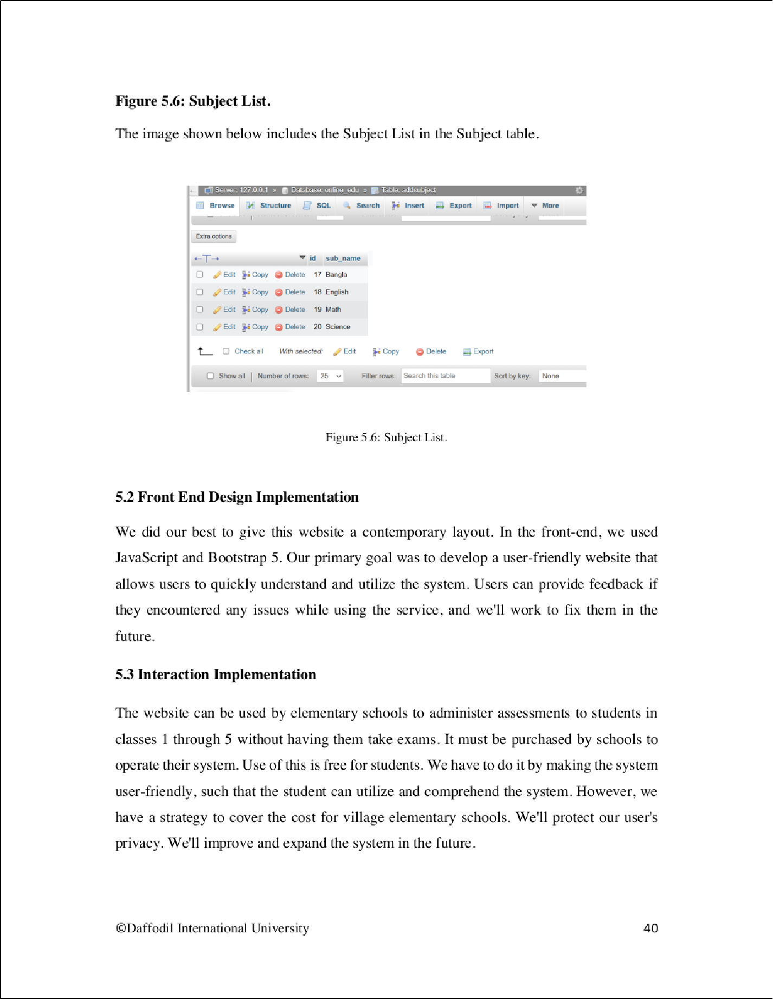 Figure 5.6: Subject List.
The image shown below includes the Subject List in the Subject table.
Server: 127.0.0.1 » Database: online_edu » Table: addsubject
Browse Structure SQL Search Insert Export Import More
Extra options
id sub_name
Edit Copy Delete 17 Bangla
Edit Copy Delete 18 English
Edit Copy Delete 19 Math
Edit Copy Delete 20 Science
Check all With selected: Edit Copy Delete Export
Show all Number of rows: 25 Filter rows: Search this table Sort by key: None
Figure 5.6: Subject List.
5.2 Front End Design Implementation
We did our best to give this website a contemporary layout. In the front-end, we used
JavaScript and Bootstrap 5. Our primary goal was to develop a user-friendly website that
allows users to quickly understand and utilize the system. Users can provide feedback if
they encountered any issues while using the service, and we'll work to fix them in the
future.
5.3 Interaction Implementation
The website can be used by elementary schools to administer assessments to students in
classes 1 through 5 without having them take exams. It must be purchased by schools to
operate their system. Use of this is free for students. We have to do it by making the system
user-friendly, such that the student can utilize and comprehend the system. However, we
have a strategy to cover the cost for village elementary schools. We'll protect our user's
privacy. We'll improve and expand the system in the future.
©Daffodil International University 40